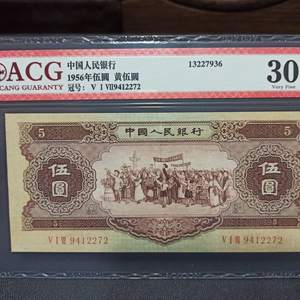 ACG
CANG GUARANTY
中国人民银行
1956年伍圆 黄伍圆
冠号: V I VII9412272
13227936
30
Very Fine
5 中國人民銀行 5
伍圓 伍圓
V I VII 9412272 V I VII 9412272